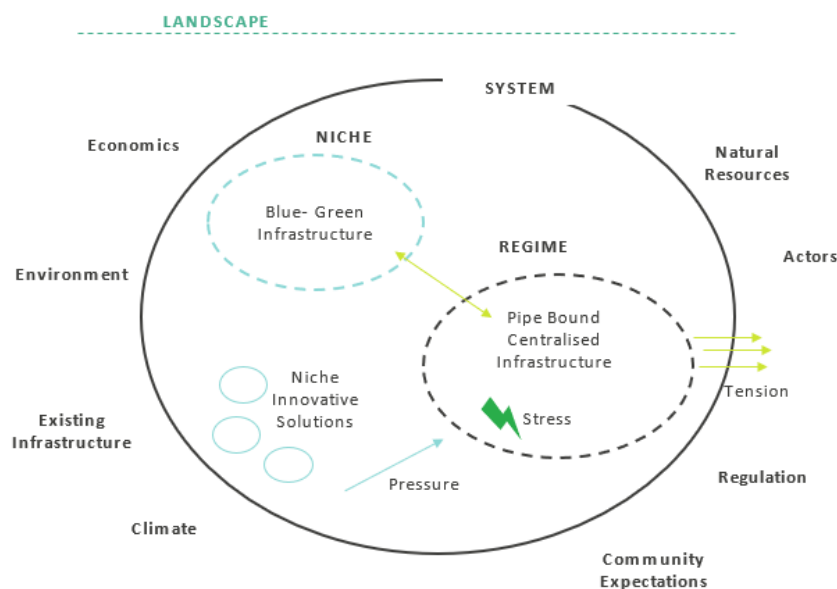 LANDSCAPE
SYSTEM
Economics
NICHE
Natural
Resources
Blue- Green
Infrastructure
REGIME
Actors
Environment
Pipe Bound
Centralised
Infrastructure
Niche
Innovative
Solutions
Tension
Existing
Infrastructure
Stress
Pressure
Regulation
Climate
Community
Expectations